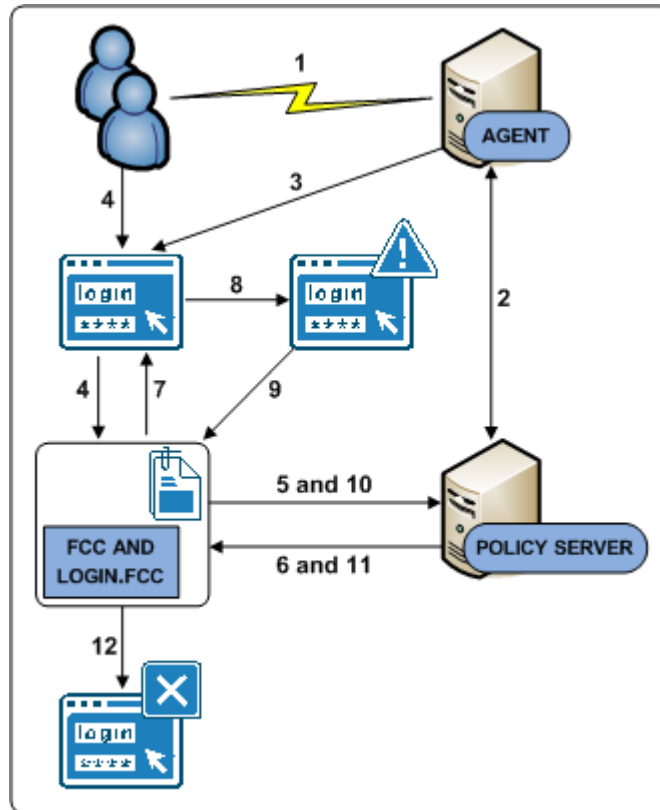 1
AGENT
3
4
login
****
8
login
****
!
2
4
7
9
5 and 10
FCC AND
LOGIN.FCC
6 and 11
POLICY SERVER
12
login
****